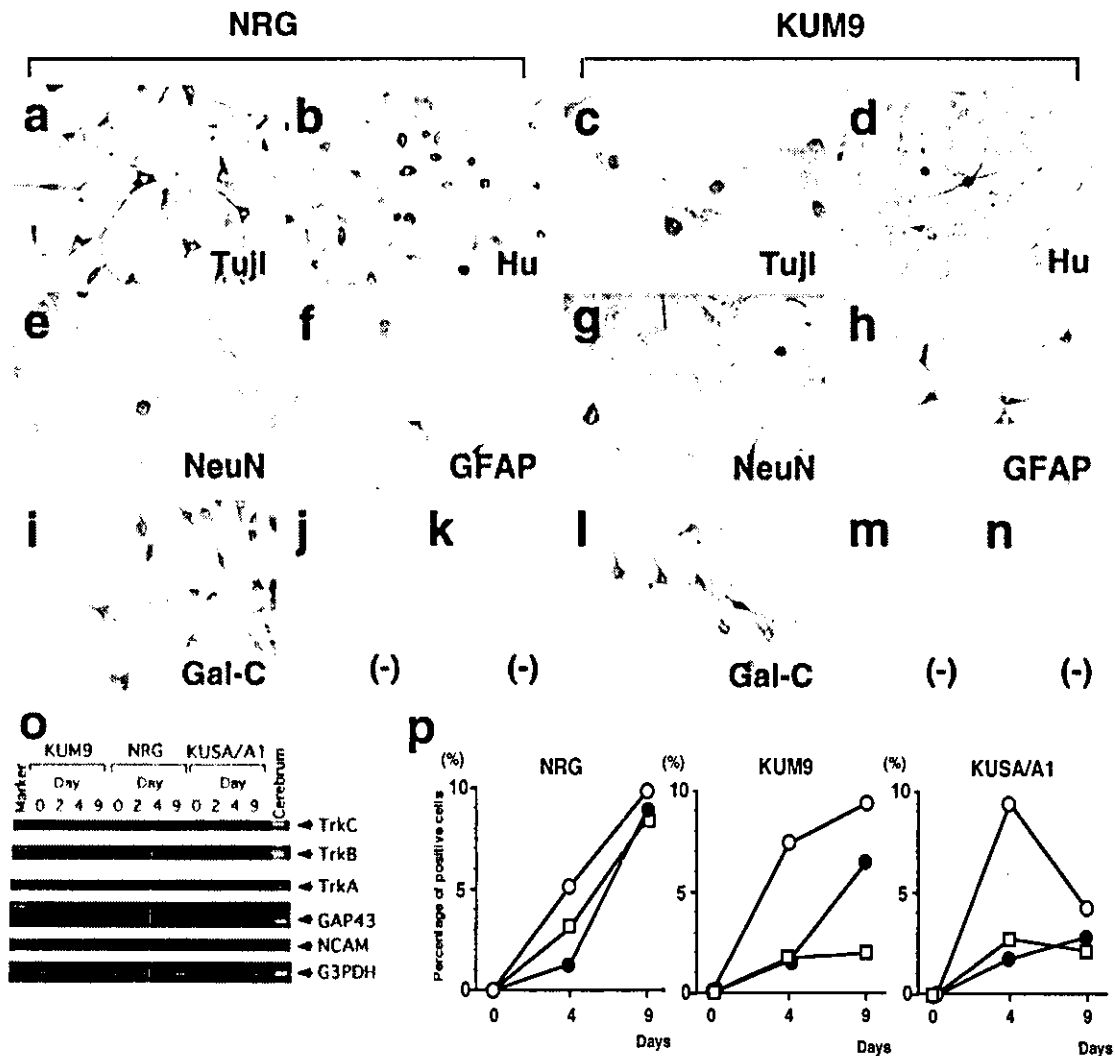 NRG KUM9
a b c d
TujI Hu TujI Hu
e f g h
NeuN GFAP NeuN GFAP
i j k l m n
Gal-C (-) (-) Gal-C (-) (-)
o
KUM9 NRG KUSA/A1
Marker Day Day Day Cerebrum
0 2 4 9 0 2 4 9 0 2 4 9
TrkC
TrkB
TrkA
GAP43
NCAM
G3PDH
p
(%) NRG (%) KUM9 (%) KUSA/A1
Percentage of positive cells
10 10 10
5 5 5
0 0 0
0 4 9 0 4 9 0 4 9
Days Days Days